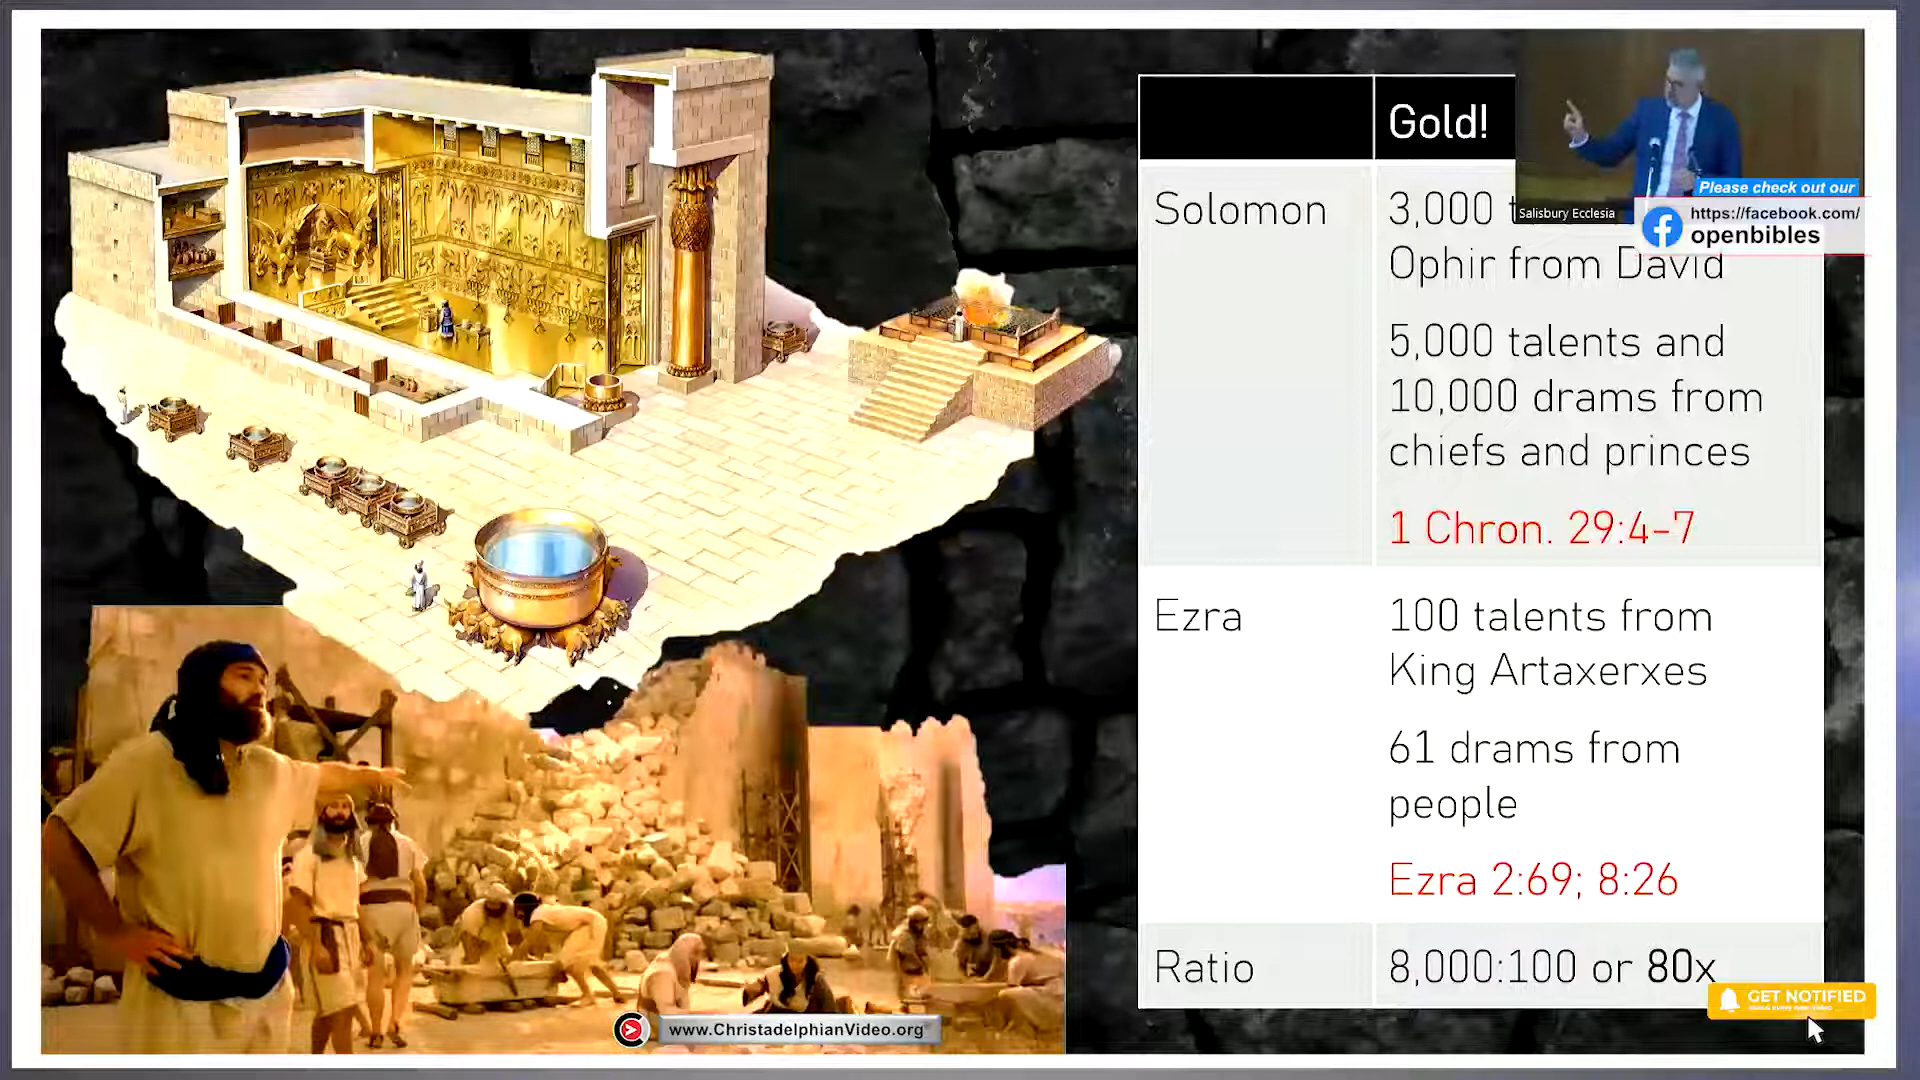 Gold!
Solomon
3,000
Ophir from David
5,000 talents and
10,000 drams from
chiefs and princes
1 Chron. 29:4-7
Ezra
100 talents from
King Artaxerxes
61 drams from
people
Ezra 2:69; 8:26
Ratio
8,000:100 or 80x
Please check out our
Salisbury Ecclesia
https://facebook.com/
openbibles
GET NOTIFIED
www.ChristadelphianVideo.org